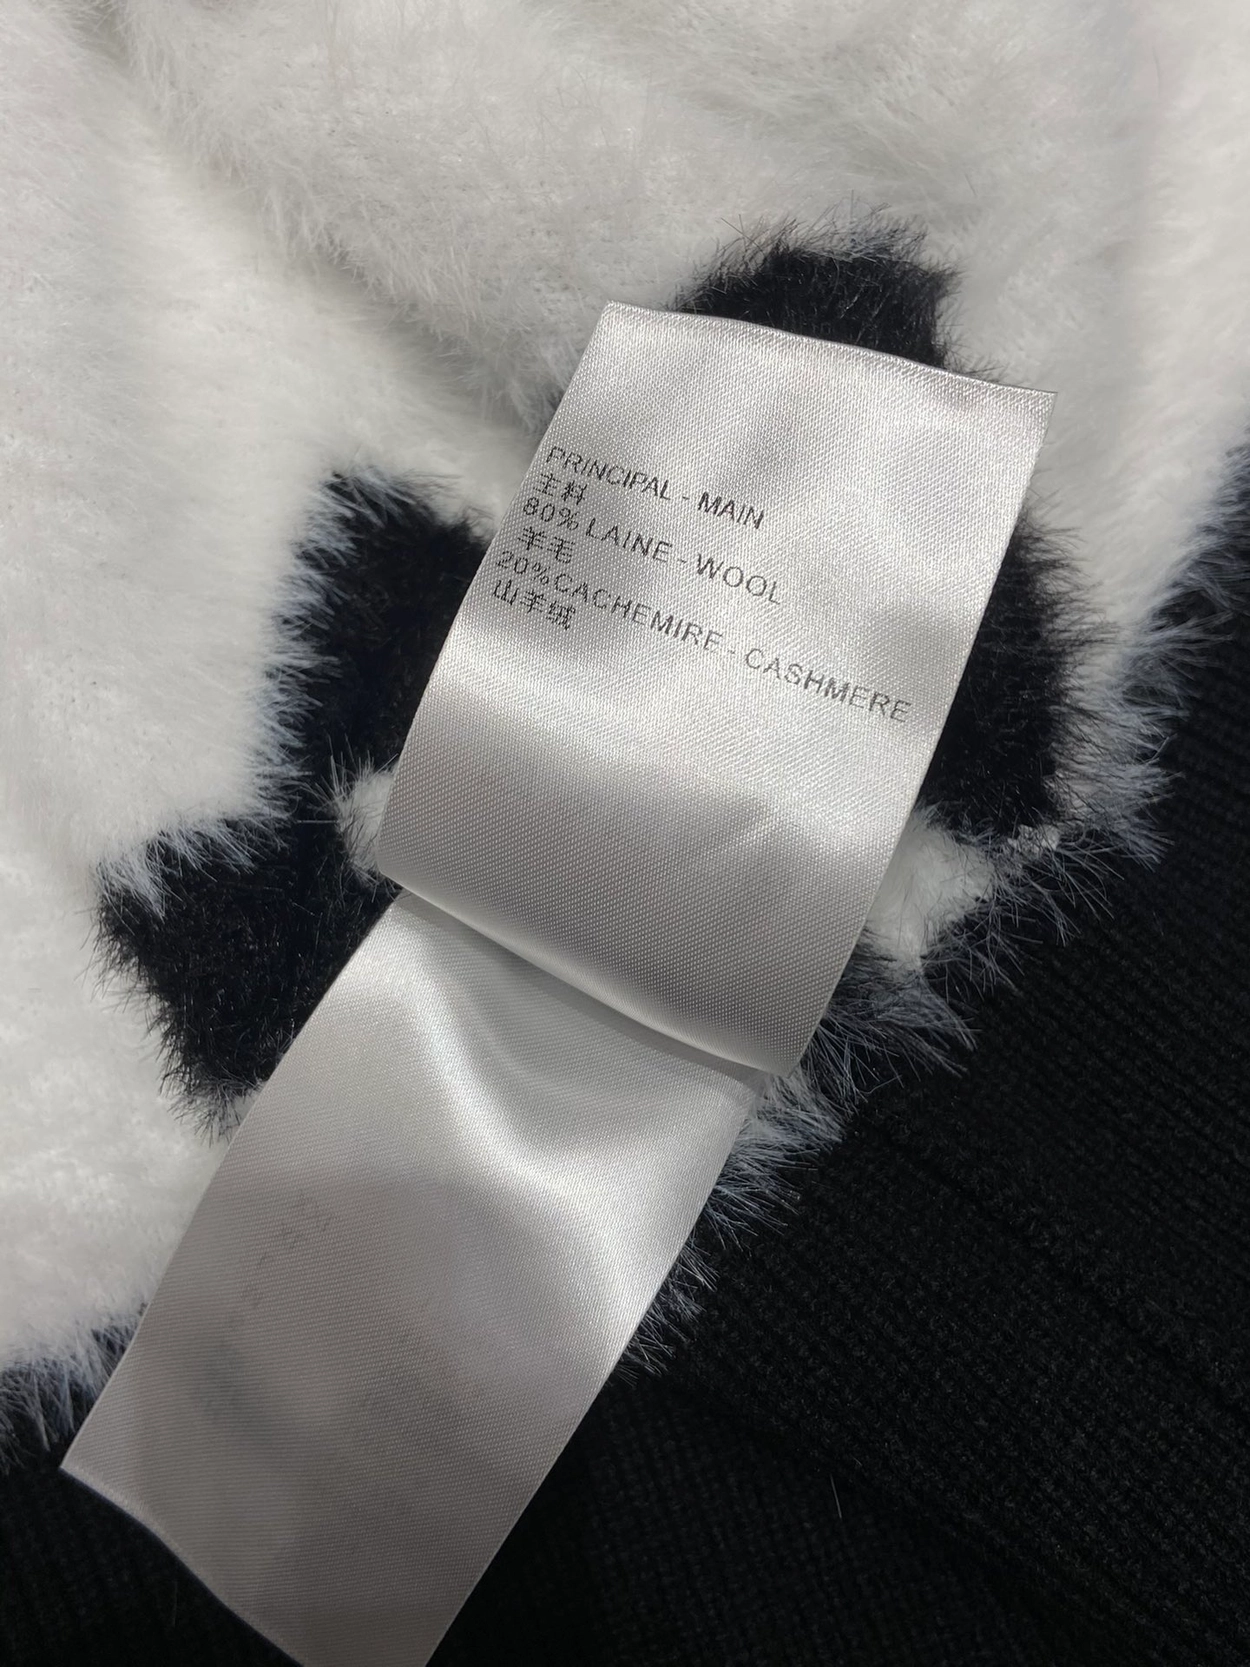 PRINCIPAL - MAIN
主料
80% LAINE - WOOL
羊毛
20%CACHEMIRE - CASHMERE
山羊绒